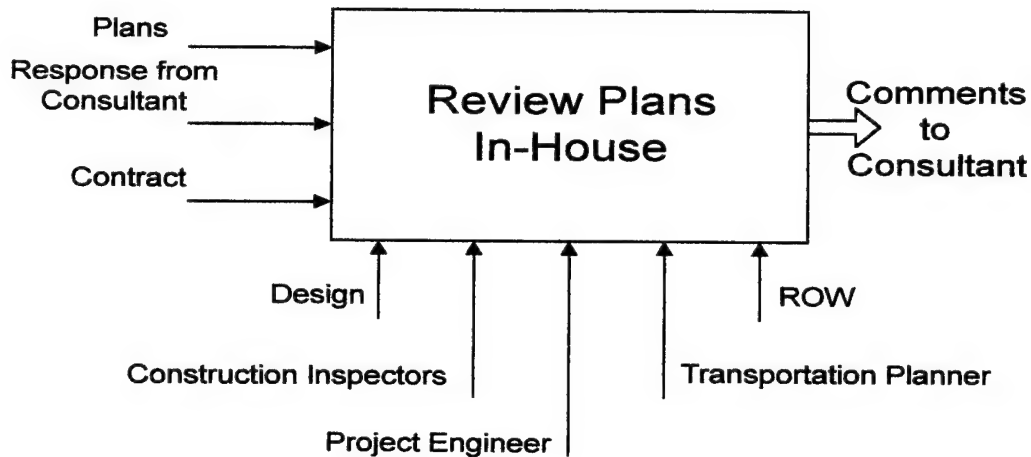 Plans
Response from
Consultant
Contract
Review Plans
In-House
Comments
to
Consultant
Design
ROW
Construction Inspectors
Transportation Planner
Project Engineer